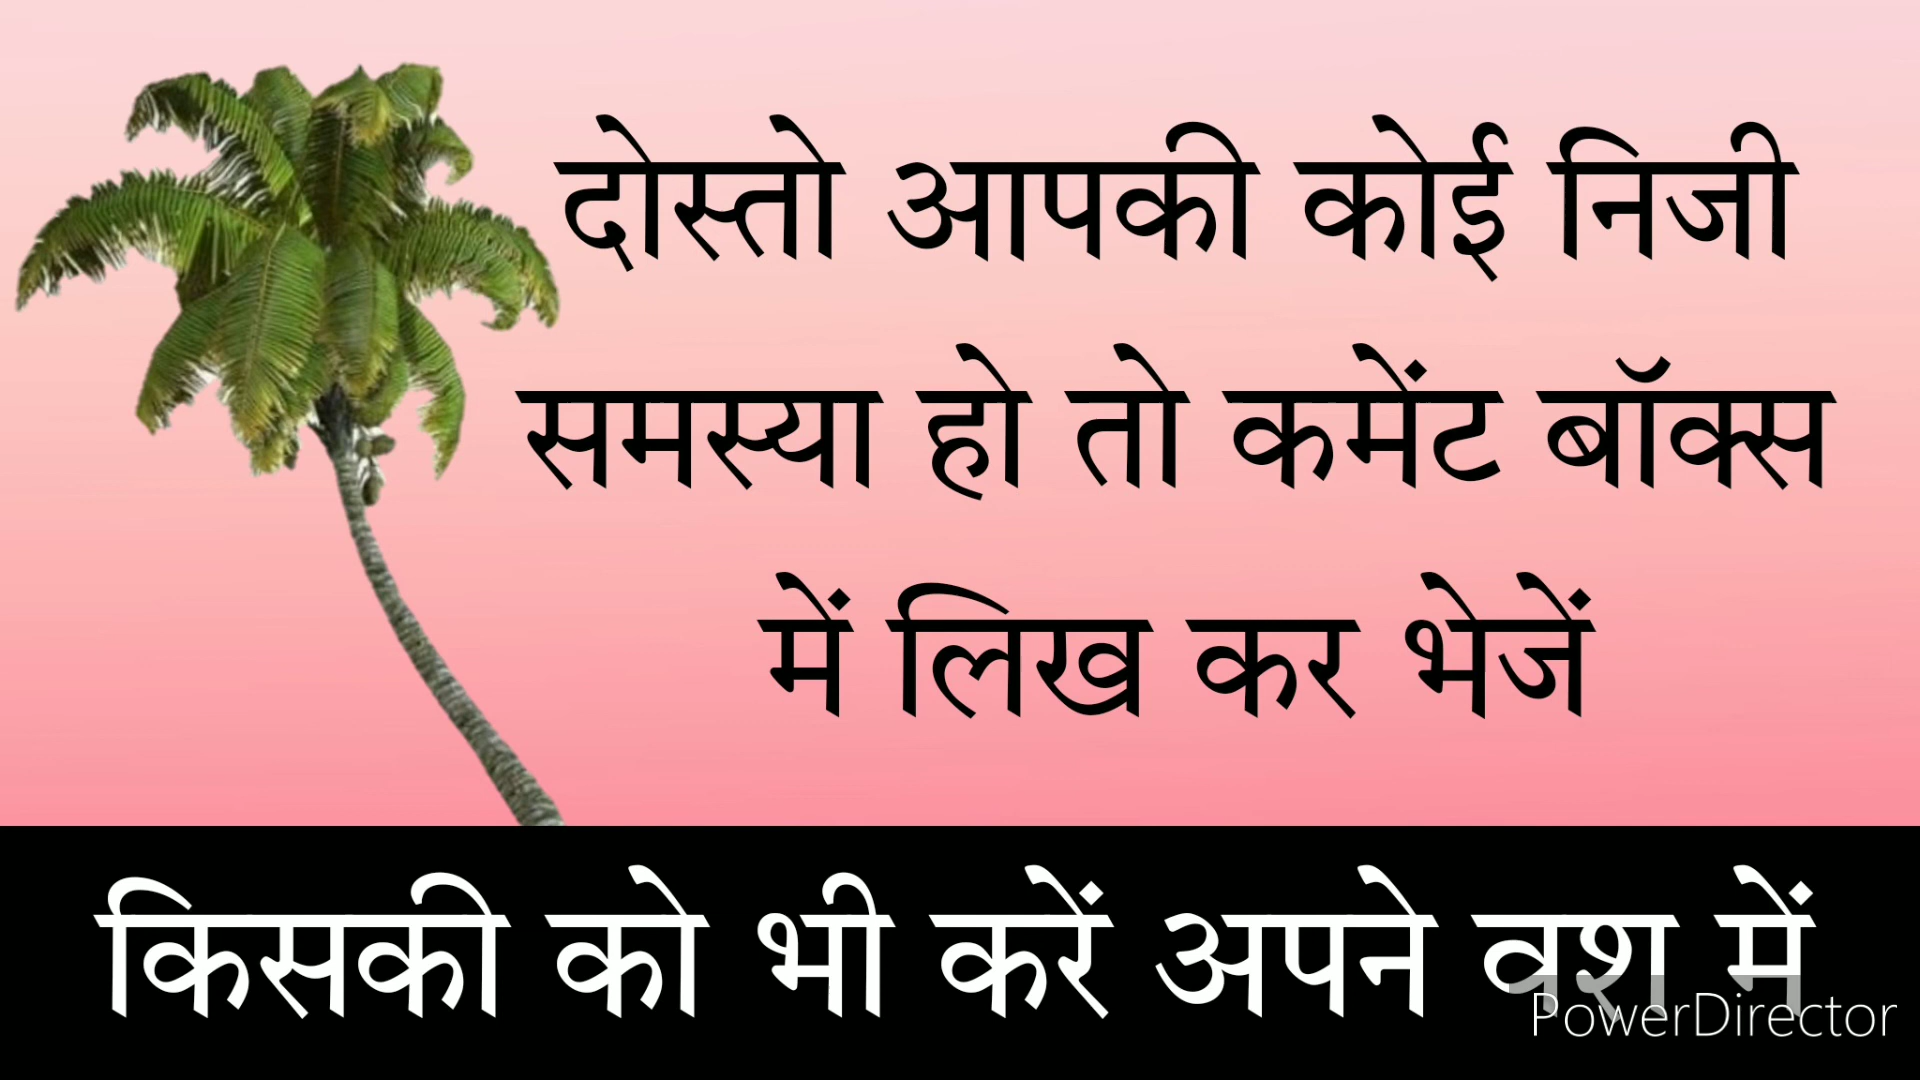 दोस्तो आपकी कोई निजी
समस्या हो तो कमेंट बॉक्स
में लिख कर भेजें
किसकी को भी करें अपने वश में
PowerDirector